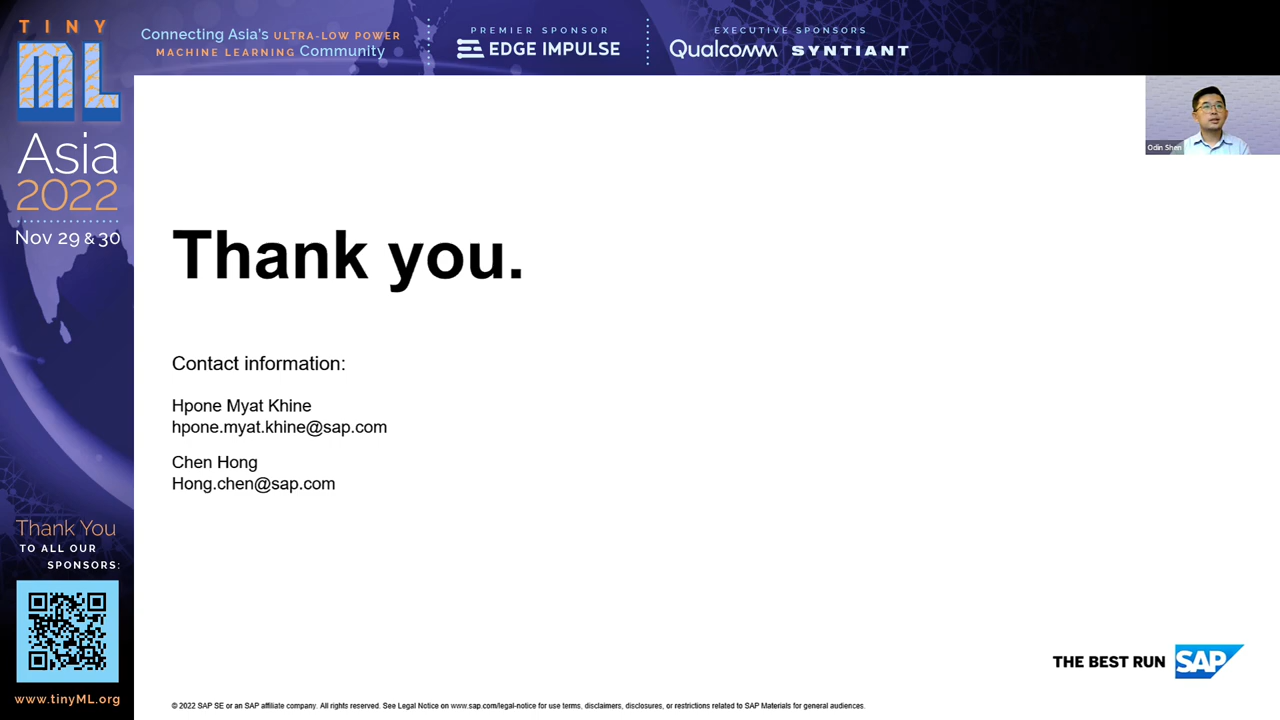 TINY
ML
Asia
2022
Nov 29 & 30
Connecting Asia's ULTRA-LOW POWER
MACHINE LEARNING Community
PREMIER SPONSOR
EDGE IMPULSE
EXECUTIVE SPONSORS
Qualcomm SYNTIANT
Odin Shen
Thank you.
Contact information:
Hpone Myat Khine
hpone.myat.khine@sap.com
Chen Hong
Hong.chen@sap.com
Thank You
TO ALL OUR
SPONSORS:
www.tinyML.org
THE BEST RUN SAP
© 2022 SAP SE or an SAP affiliate company. All rights reserved. See Legal Notice on www.sap.com/legal-notice for use terms, disclaimers, disclosures, or restrictions related to SAP Materials for general audiences.